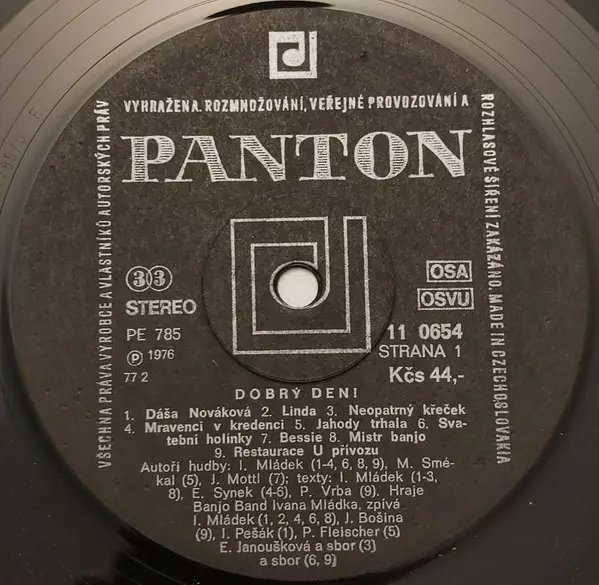 VYHRAŽENA. ROZMNOŽOVÁNÍ, VEŘEJNÉ PROVOZOVÁNÍ A
ROZHLASOVÉ ŠÍŘENÍ ZAKÁZÁNO. MADE IN CZECHOSLOVAKIA
VŠECHNA PRÁVA VÝROBCE A VLASTNÍKŮ AUTORSKÝCH PRÁV
PANTON
33
STEREO
PE 785
Ⓟ 1976
77 2
OSA
OSVU
11 0654
STRANA 1
Kčs 44,-
DOBRÝ DEN!
1. Dáša Nováková 2. Linda 3. Neopatrný křeček
4. Mravenci v kredenci 5. Jahody trhala 6. Sva-
tební holínky 7. Bessie 8. Mistr banjo
9. Restaurace U přívozu
Autoři hudby: I. Mládek (1-4, 6, 8, 9), M. Smé-
kal (5), J. Mottl (7); texty: I. Mládek (1-3,
8), E. Synek (4-6), P. Vrba (9). Hraje
Banjo Band Ivana Mládka, zpívá
I. Mládek (1, 2, 4, 6, 8), J. Bošina
(9), I. Pešák (1), P. Fleischer (5)
E. Janoušková a sbor (3)
a sbor (6, 9)